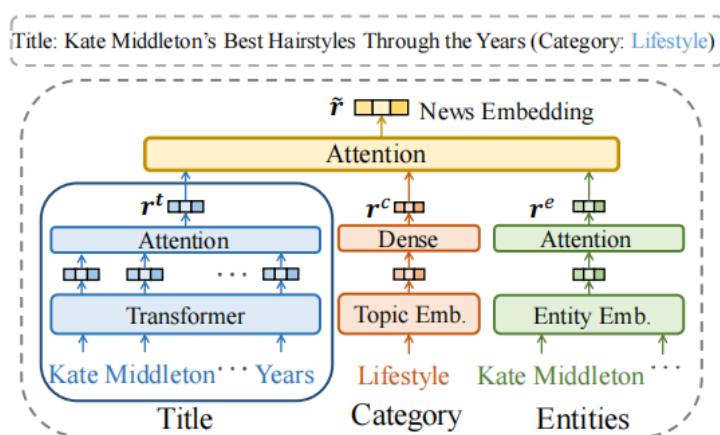 Title: Kate Middleton's Best Hairstyles Through the Years (Category: Lifestyle)
r̃ News Embedding
Attention
r^t r^c r^e
Attention Dense Attention
...
Transformer Topic Emb. Entity Emb.
Kate Middleton ... Years Lifestyle Kate Middleton ...
Title Category Entities